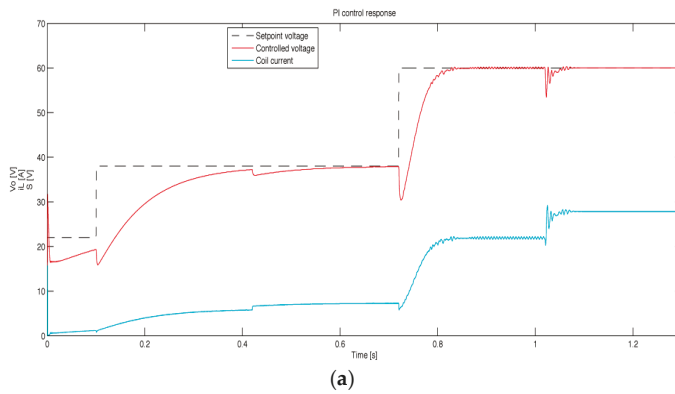 PI control response
Setpoint voltage
Controlled voltage
Coil current
70
60
50
40
30
20
10
0
Vo [V]
iL [A]
S [V]
0
0.2
0.4
0.6
0.8
1
1.2
Time [s]
(a)